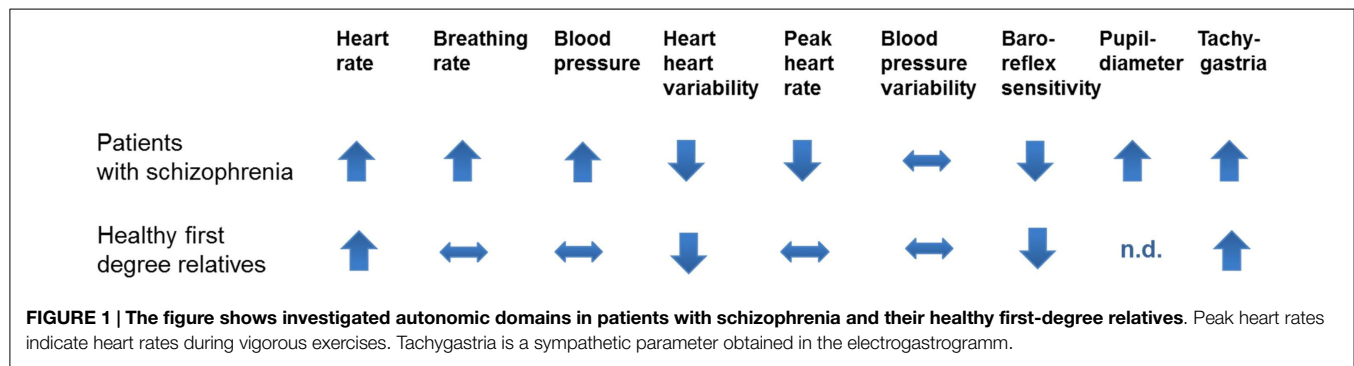 Heart rate
Breathing rate
Blood pressure
Heart heart variability
Peak heart rate
Blood pressure variability
Baro- reflex sensitivity
Pupil- diameter
Tachy- gastria
Patients
with schizophrenia
Healthy first
degree relatives
n.d.
FIGURE 1 | The figure shows investigated autonomic domains in patients with schizophrenia and their healthy first-degree relatives. Peak heart rates
indicate heart rates during vigorous exercises. Tachygastria is a sympathetic parameter obtained in the electrogastrogramm.